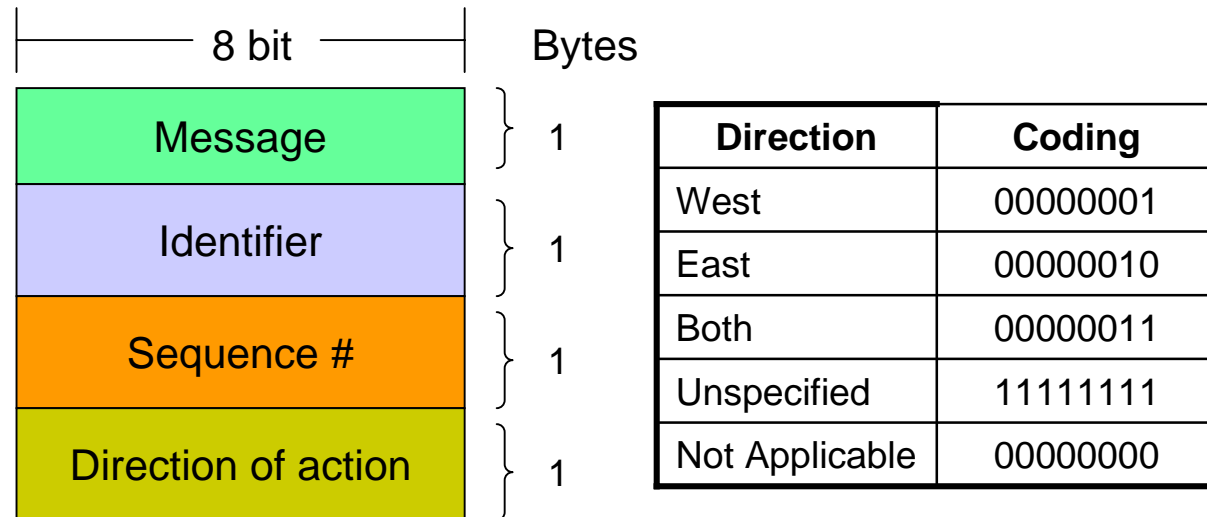 8 bit Bytes
Message 1
Identifier 1
Sequence # 1
Direction of action 1
Direction Coding
West 00000001
East 00000010
Both 00000011
Unspecified 11111111
Not Applicable 00000000